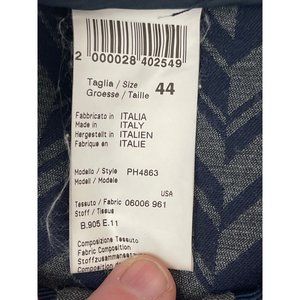 2 000028 402549
Taglia / Size 44
Groesse / Taille
Fabbricato in ITALIA
Made in ITALY
Hergestellt in ITALIEN
Fabrique en ITALIE
Modello / Style PH4863
Modell / Modele
USA
Tessuto / Fabric 06006 961
Stoff / Tissus
B.905 E.11
Composizione Tessuto
Fabric Composition
Stoffzusammensetzung
Composition